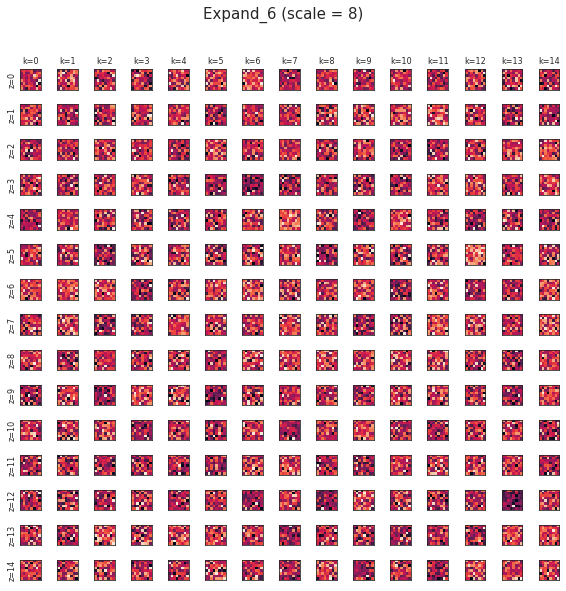 Expand_6 (scale = 8)
k=0 k=1 k=2 k=3 k=4 k=5 k=6 k=7 k=8 k=9 k=10 k=11 k=12 k=13 k=14
z=0
z=1
z=2
z=3
z=4
z=5
z=6
z=7
z=8
z=9
z=10
z=11
z=12
z=13
z=14